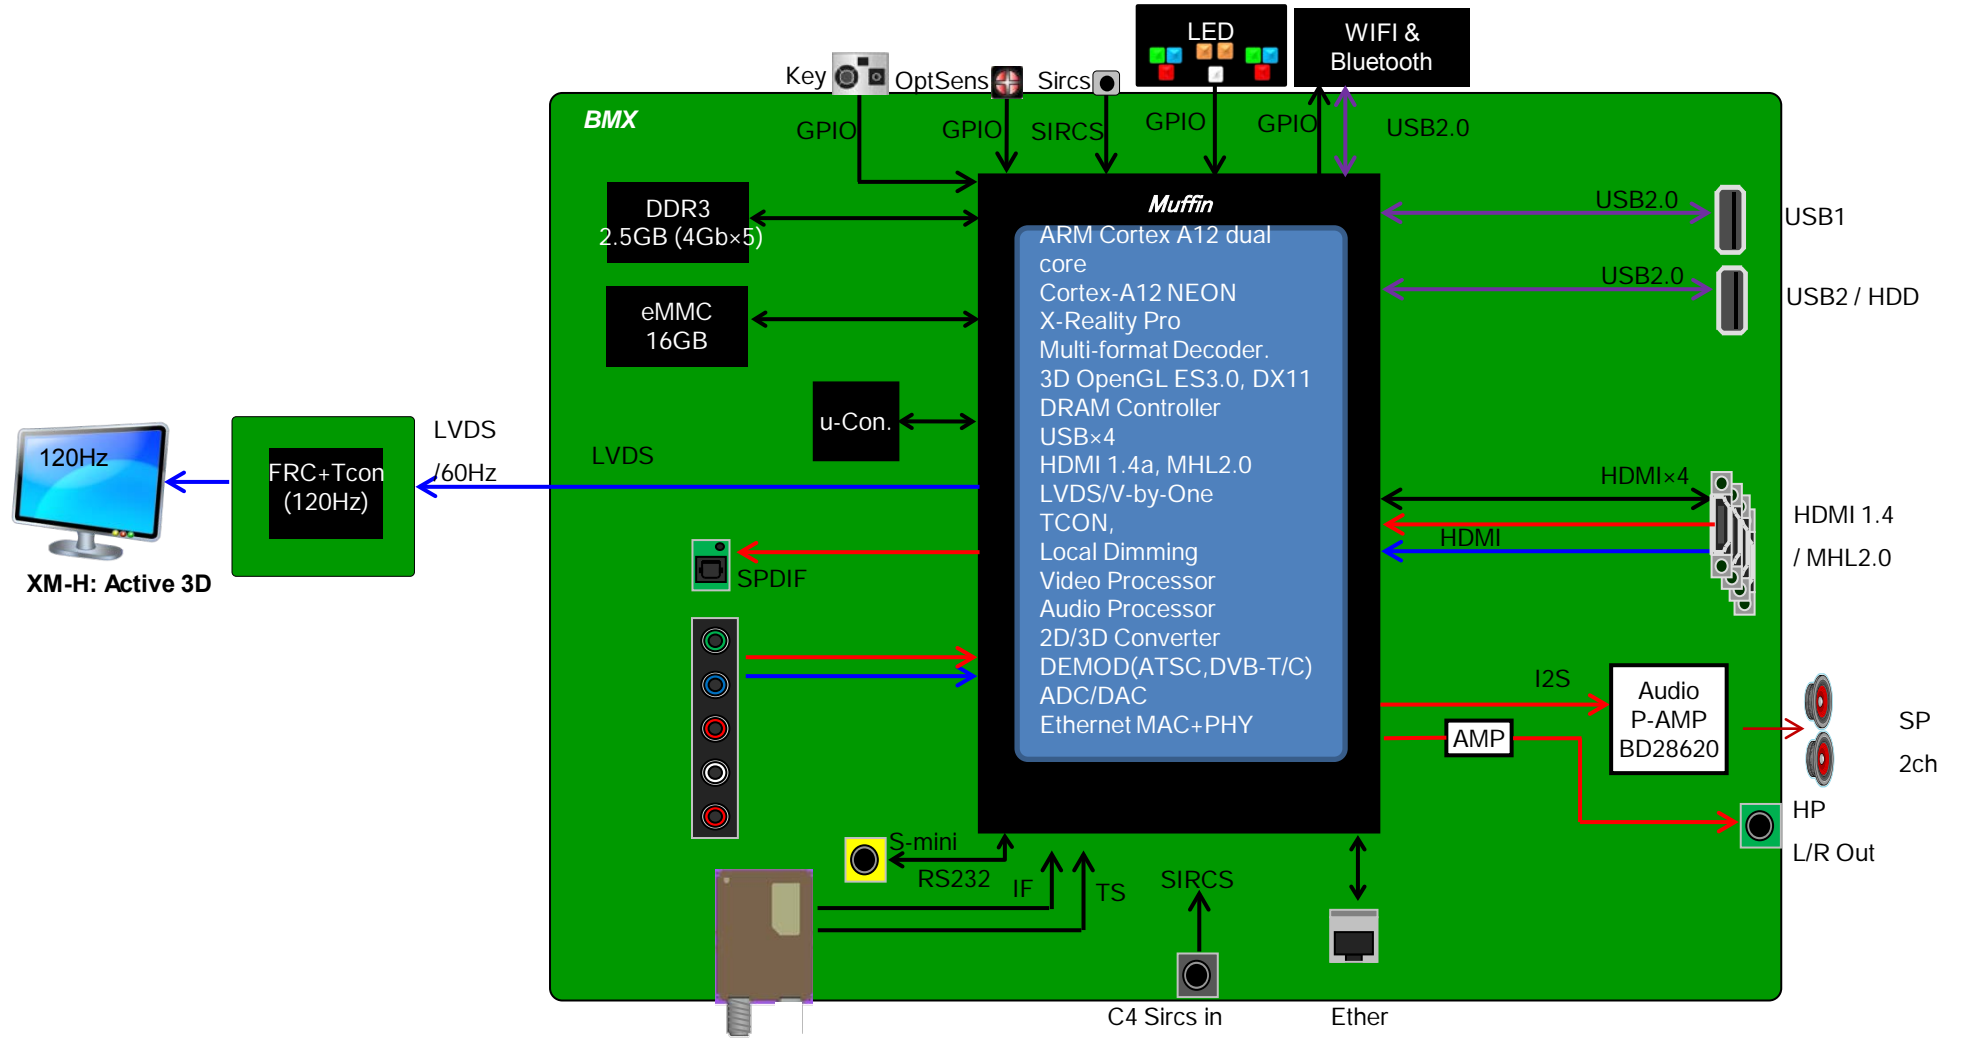 LED
WIFI &
Bluetooth
Key
OptSens
Sircs
BMX
GPIO
GPIO
SIRCS
GPIO
GPIO
USB2.0
DDR3
2.5GB (4Gb×5)
eMMC
16GB
u-Con.
Muffin
ARM Cortex A12 dual
core
Cortex-A12 NEON
X-Reality Pro
Multi-format Decoder.
3D OpenGL ES3.0, DX11
DRAM Controller
USB×4
HDMI 1.4a, MHL2.0
LVDS/V-by-One
TCON,
Local Dimming
Video Processor
Audio Processor
2D/3D Converter
DEMOD(ATSC,DVB-T/C)
ADC/DAC
Ethernet MAC+PHY
USB2.0
USB1
USB2.0
USB2 / HDD
120Hz
XM-H: Active 3D
FRC+Tcon
(120Hz)
LVDS
/60Hz
LVDS
SPDIF
HDMI×4
HDMI
HDMI 1.4
/ MHL2.0
I2S
Audio
P-AMP
BD28620
AMP
SP
2ch
HP
L/R Out
S-mini
RS232
IF
TS
SIRCS
C4 Sircs in
Ether